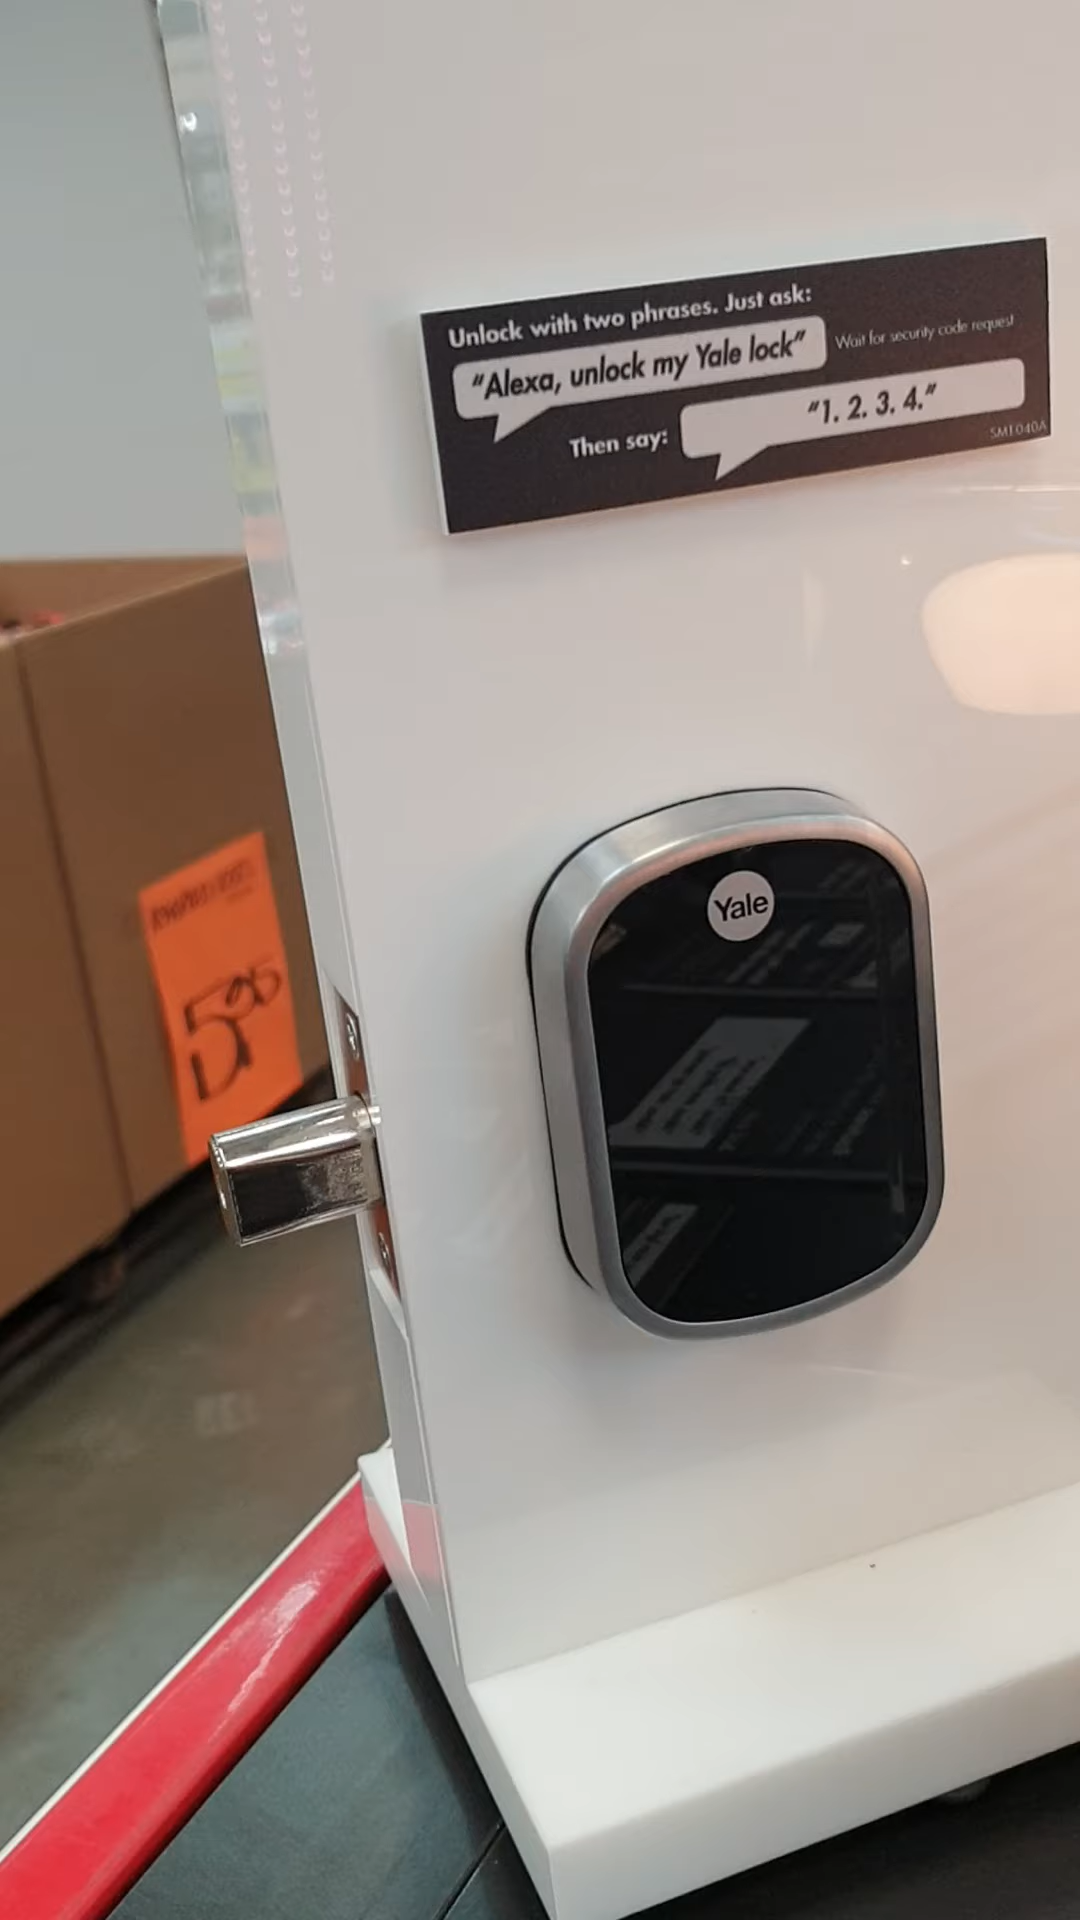 Unlock with two phrases. Just ask:
"Alexa, unlock my Yale lock"
Wait for security code request
Then say:
"1. 2. 3. 4."
SM1040A
Yale